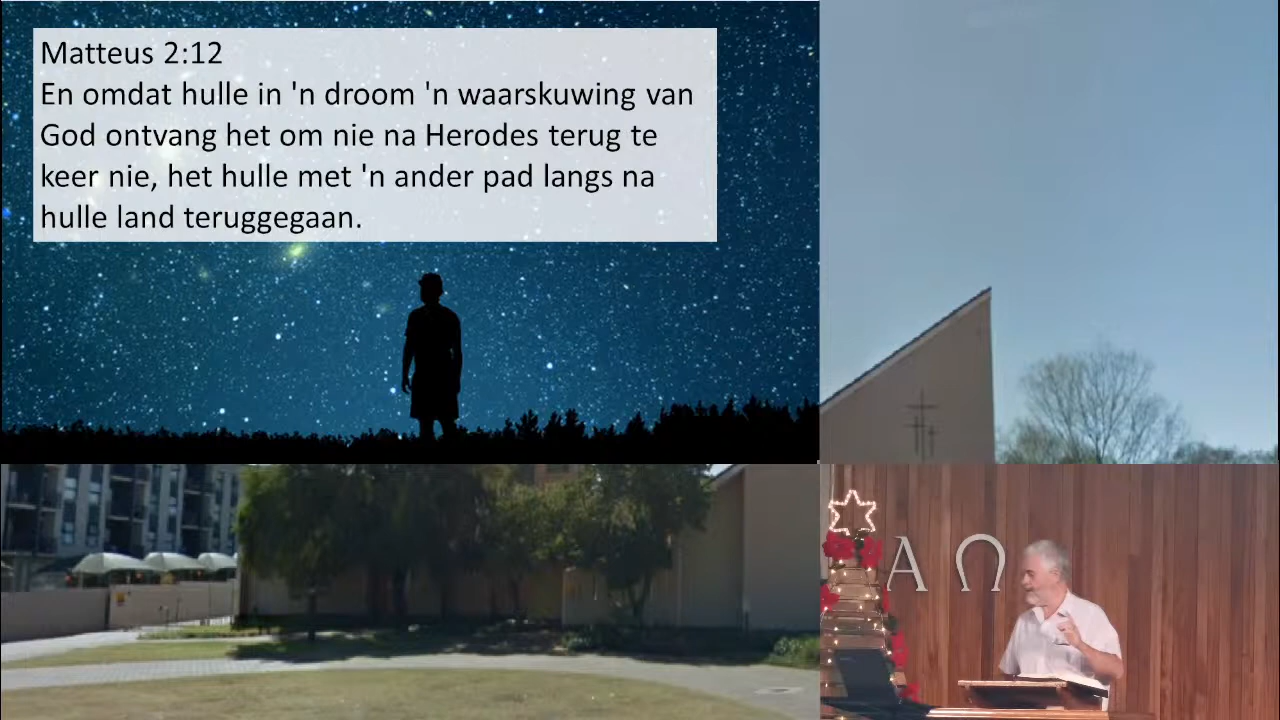 Matteus 2:12
En omdat hulle in 'n droom 'n waarskuwing van
God ontvang het om nie na Herodes terug te
keer nie, het hulle met 'n ander pad langs na
hulle land teruggegaan.
Α Ω